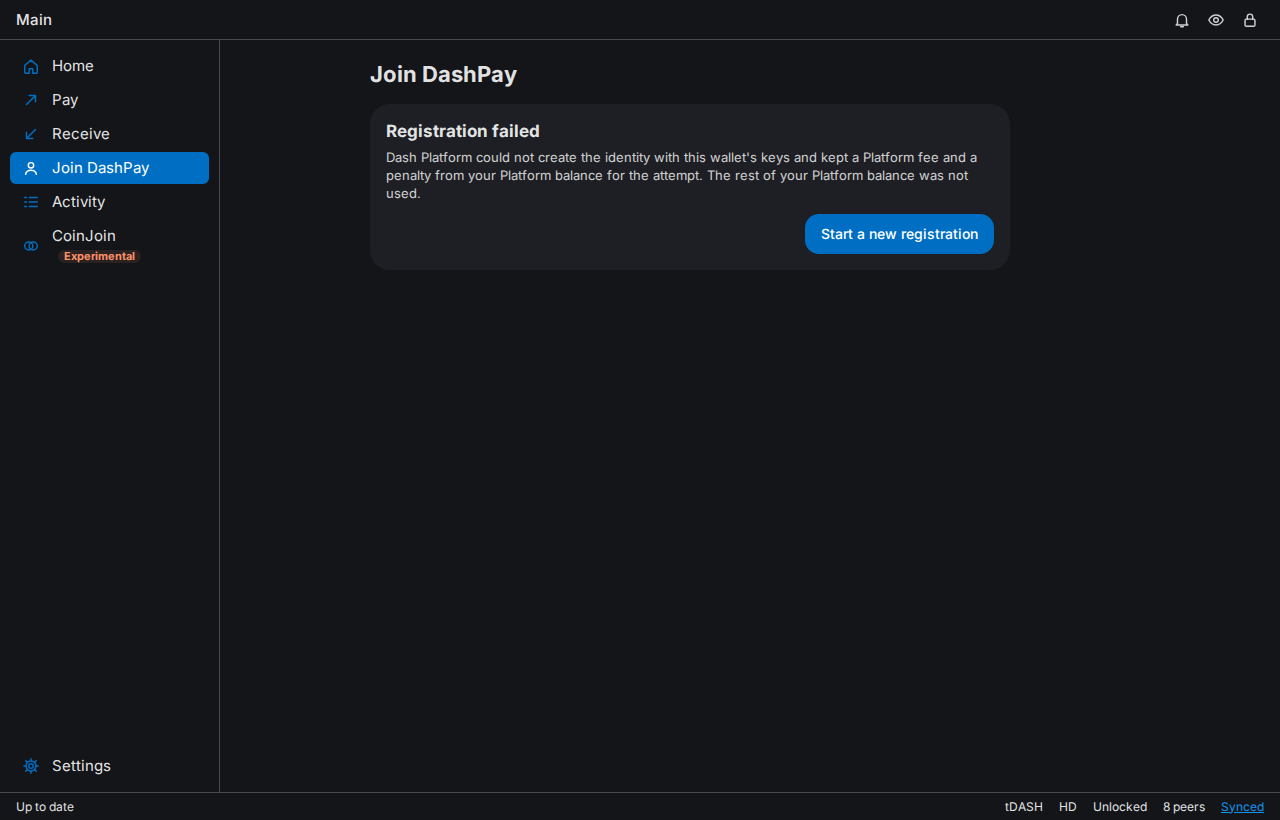 Main
Home
Pay
Receive
Join DashPay
Activity
CoinJoin
Experimental
Settings
Join DashPay
Registration failed
Dash Platform could not create the identity with this wallet's keys and kept a Platform fee and a
penalty from your Platform balance for the attempt. The rest of your Platform balance was not
used.
Start a new registration
Up to date
tDASH HD Unlocked 8 peers Synced